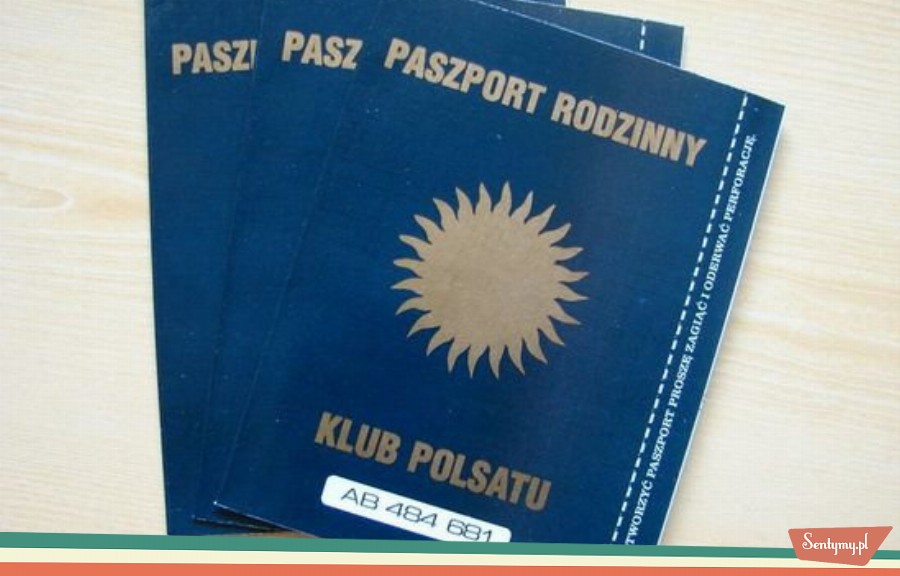 PASZ
PASZ
PASZPORT RODZINNY
KLUB POLSATU
AB 484 681
TWORZYĆ PASZPORT PROSZĘ ZAGIĄĆ I ODERWAĆ PERFORACJĘ.
Sentymy.pl